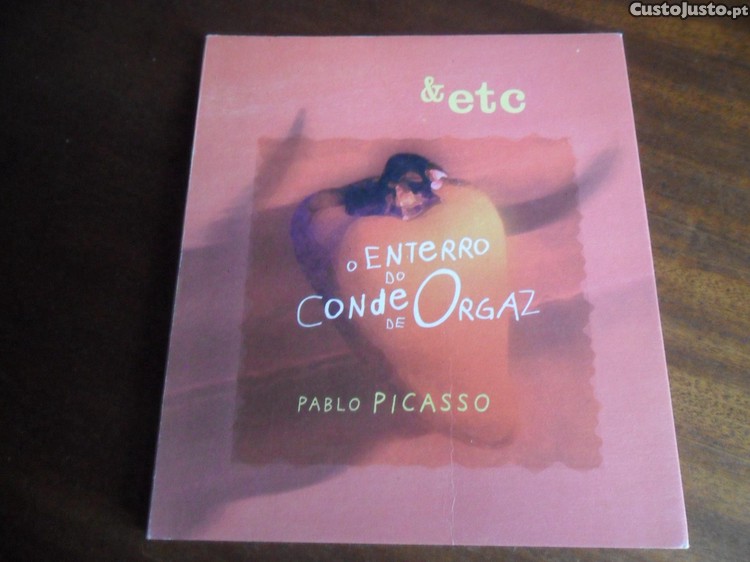 CustoJusto.pt
& etc
O ENTERRO
DO
CONde ORGAZ
DE
PABLO PICASSO